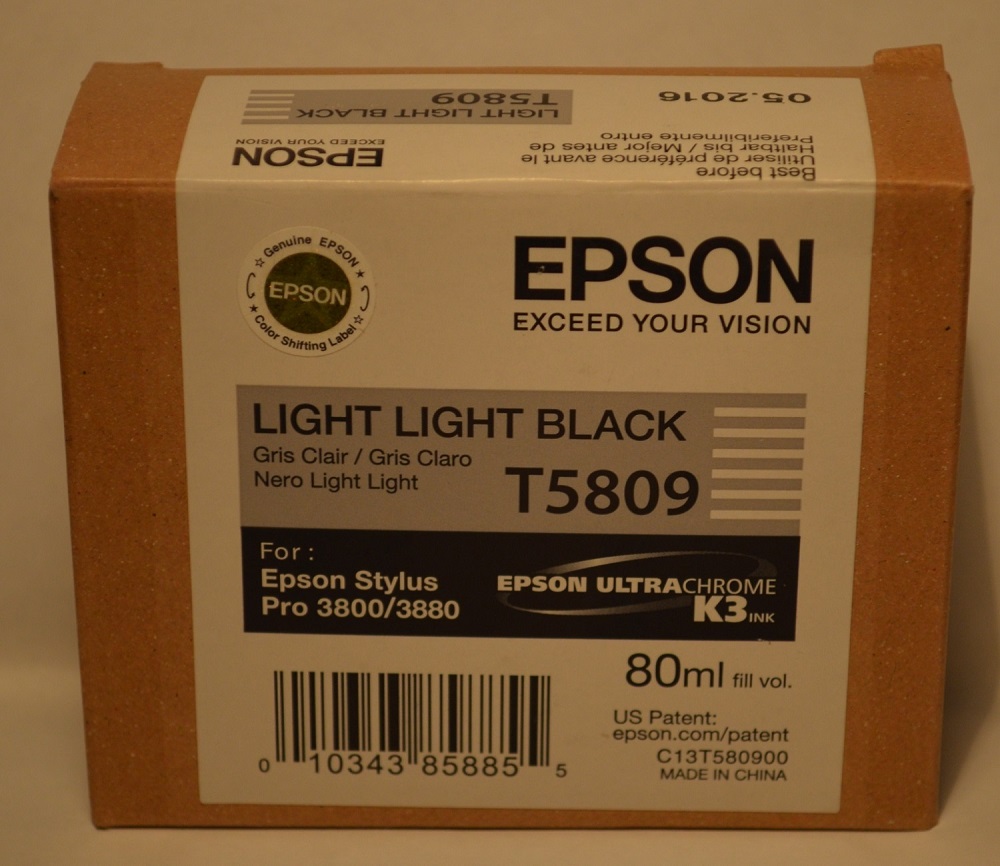 LIGHT LIGHT BLACK
T5809
EPSON
EXCEED YOUR VISION
05.2016
Best before
Utiliser de préférence avant le
Haltbar bis / Mejor antes de
Preferibilmente entro
Genuine EPSON
EPSON
Color Shifting Label
EPSON
EXCEED YOUR VISION
LIGHT LIGHT BLACK
Gris Clair / Gris Claro
Nero Light Light
T5809
For :
Epson Stylus
Pro 3800/3880
EPSON ULTRACHROME
K3 INK
80ml fill vol.
US Patent:
epson.com/patent
C13T580900
MADE IN CHINA
0 10343 85885 5